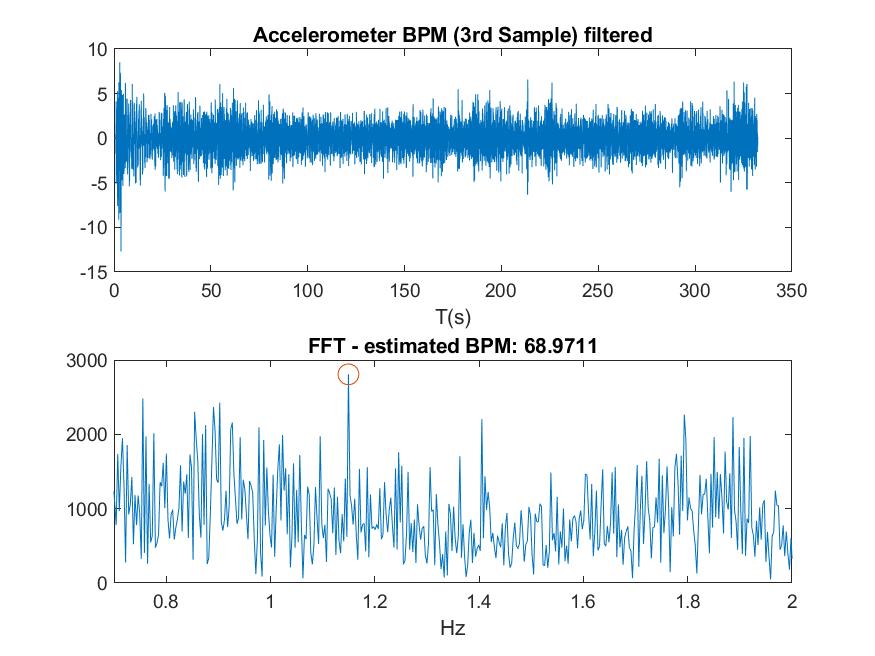 Accelerometer BPM (3rd Sample) filtered
10
5
0
-5
-10
-15
0 50 100 150 200 250 300 350
T(s)
FFT - estimated BPM: 68.9711
3000
2000
1000
0
0.8 1 1.2 1.4 1.6 1.8 2
Hz